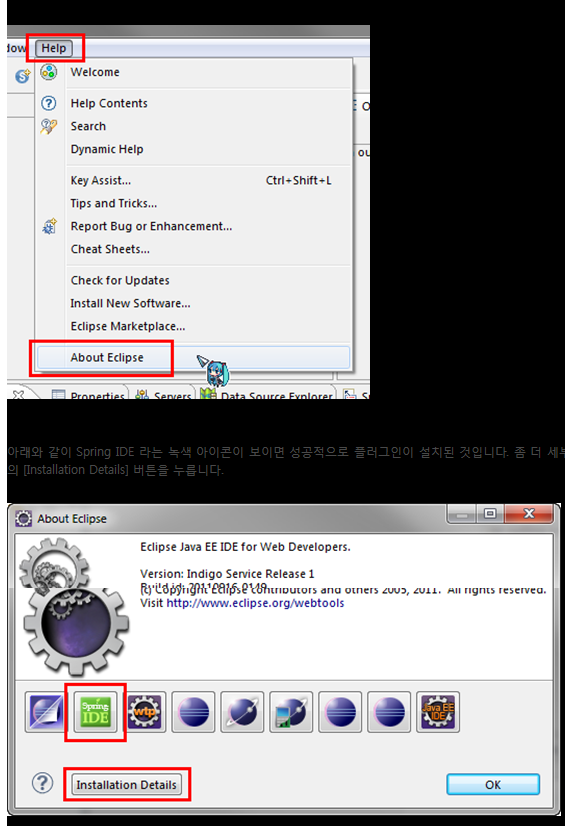 dow
Help
Welcome
Help Contents
Search
Dynamic Help
Key Assist... Ctrl+Shift+L
Tips and Tricks...
Report Bug or Enhancement...
Cheat Sheets...
Check for Updates
Install New Software...
Eclipse Marketplace...
About Eclipse
Properties Servers Data Source Explorer
아래와 같이 Spring IDE 라는 녹색 아이콘이 보이면 성공적으로 플러그인이 설치된 것입니다. 좀 더 세부
의 [Installation Details] 버튼을 누릅니다.
About Eclipse
Eclipse Java EE IDE for Web Developers.
Version: Indigo Service Release 1
(c) Copyright Eclipse contributors and others 2005, 2011. All rights reserved.
Visit http://www.eclipse.org/webtools
Spring IDE
wtp
Java EE IDE
Installation Details
OK